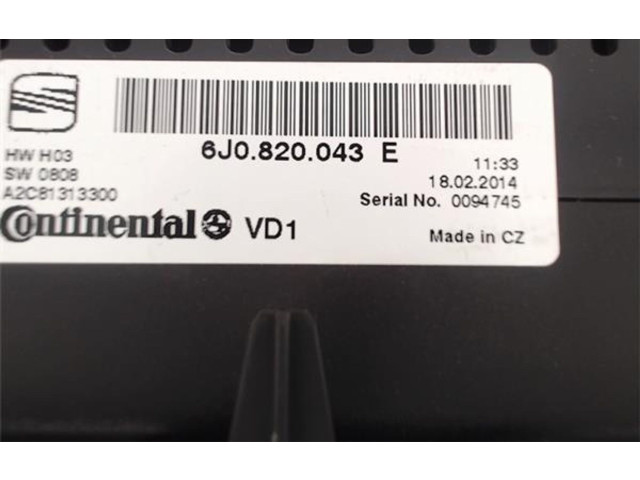 6J0.820.043 E
HW H03
SW 0808
A2C81313300
11:33
18.02.2014
Serial No. 0094745
Continental VD1
Made in CZ